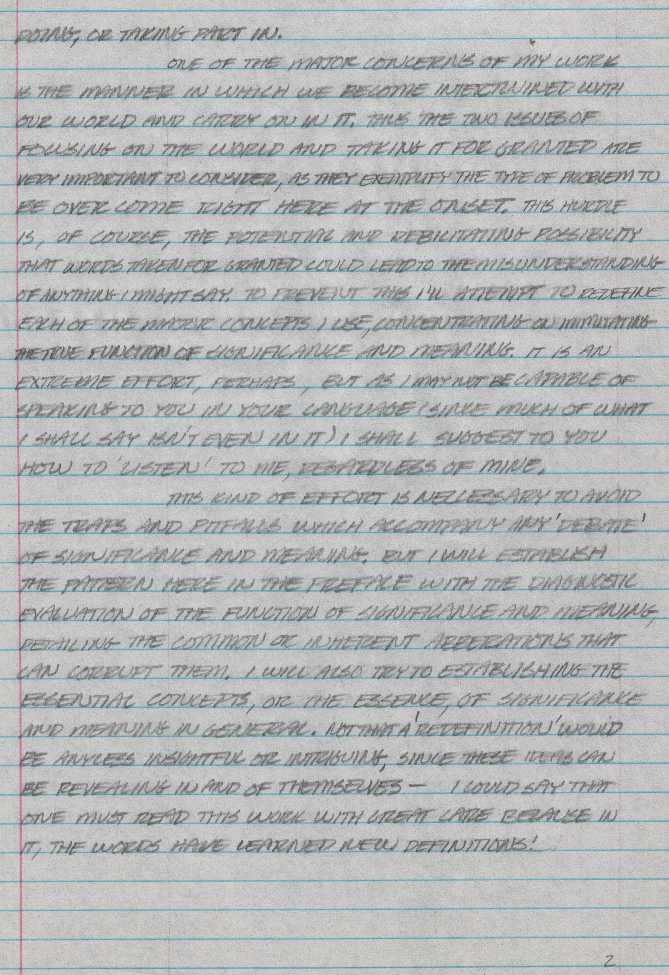 DOING, OR TAKING PART IN.
ONE OF THE MAJOR CONCERNS OF MY WORK
IS THE MANNER IN WHICH WE BECOME INTERTWINED WITH
OUR WORLD AND CARRY ON IN IT. THUS THE TWO ISSUES OF
FOCUSING ON THE WORLD AND TAKING IT FOR GRANTED ARE
VERY IMPORTANT TO CONSIDER, AS THEY EXEMPLIFY THE TYPE OF PROBLEM TO
BE OVER COME RIGHT HERE AT THE ONSET. THIS HURDLE
IS, OF COURSE, THE POTENTIAL AND DEBILITATING POSSIBILITY
THAT WORDS TAKEN FOR GRANTED COULD LEAD TO THE MISUNDERSTANDING
OF ANYTHING I MIGHT SAY. TO PREVENT THIS I'LL ATTEMPT TO REDEFINE
EACH OF THE MAJOR CONCEPTS I USE, CONCENTRATING ON IMMITATING
THE TRUE FUNCTION OF SIGNIFICANCE AND MEANING. IT IS AN
EXTREME EFFORT, PERHAPS, BUT AS I MAY NOT BE CAPABLE OF
SPEAKING TO YOU IN YOUR LANGUAGE (SINCE MUCH OF WHAT
I SHALL SAY ISN'T EVEN IN IT) I SHALL SUGGEST TO YOU
HOW TO 'LISTEN' TO ME, REGARDLESS OF MINE.
THIS KIND OF EFFORT IS NECCESSARY TO AVOID
THE TRAPS AND PITFALLS WHICH ACCOMPANY ANY 'DEBATE'
OF SIGNIFICANCE AND MEANING. BUT I WILL ESTABLISH
THE PATTERN HERE IN THE PREFACE WITH THE DIAGNOSTIC
EVALUATION OF THE FUNCTION OF SIGNIFICANCE AND MEANING,
DETAILING THE COMMON OR INHERENT ABBERATIONS THAT
CAN CORRUPT THEM. I WILL ALSO TRY TO ESTABLISHING THE
ESSENTIAL CONCEPTS, OR THE ESSENCE, OF SIGNIFICANCE
AND MEANING IN GENERAL. NOT THAT A 'REDEFINITION' WOULD
BE ANY LESS INSIGHTFUL OR INTRIGUING, SINCE THESE IDEAS CAN
BE REVEALING IN AND OF THEMSELVES — I COULD SAY THAT
ONE MUST READ THIS WORK WITH GREAT CARE BECAUSE IN
IT, THE WORDS HAVE LEARNED NEW DEFINITIONS!
2